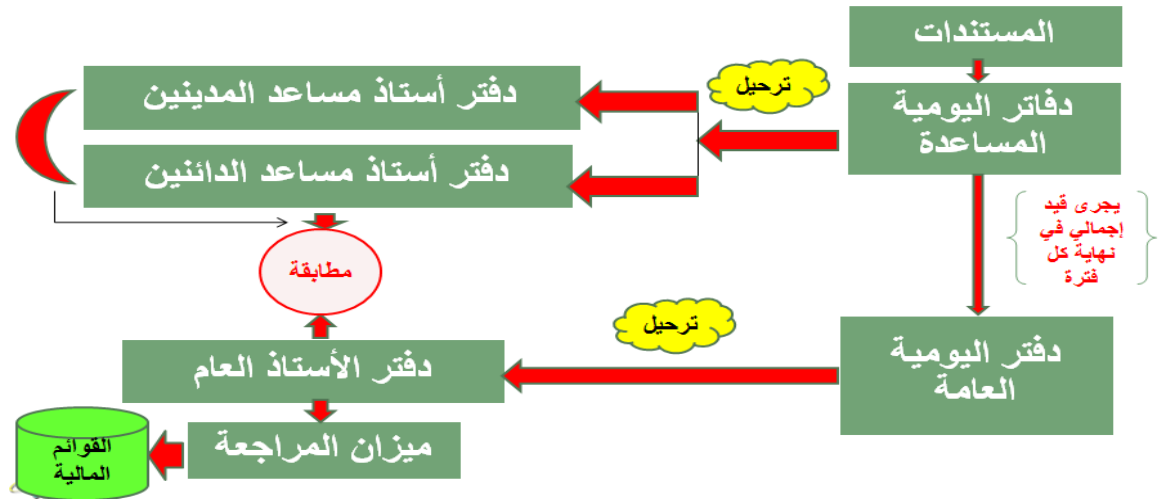 المستندات
دفاتر اليومية
المساعدة
ترحيل
دفتر أستاذ مساعد المدينين
دفتر أستاذ مساعد الدائنين
مطابقة
يجرى قيد
إجمالي في
نهاية كل
فترة
دفتر اليومية
العامة
ترحيل
دفتر الأستاذ العام
ميزان المراجعة
القوائم
المالية